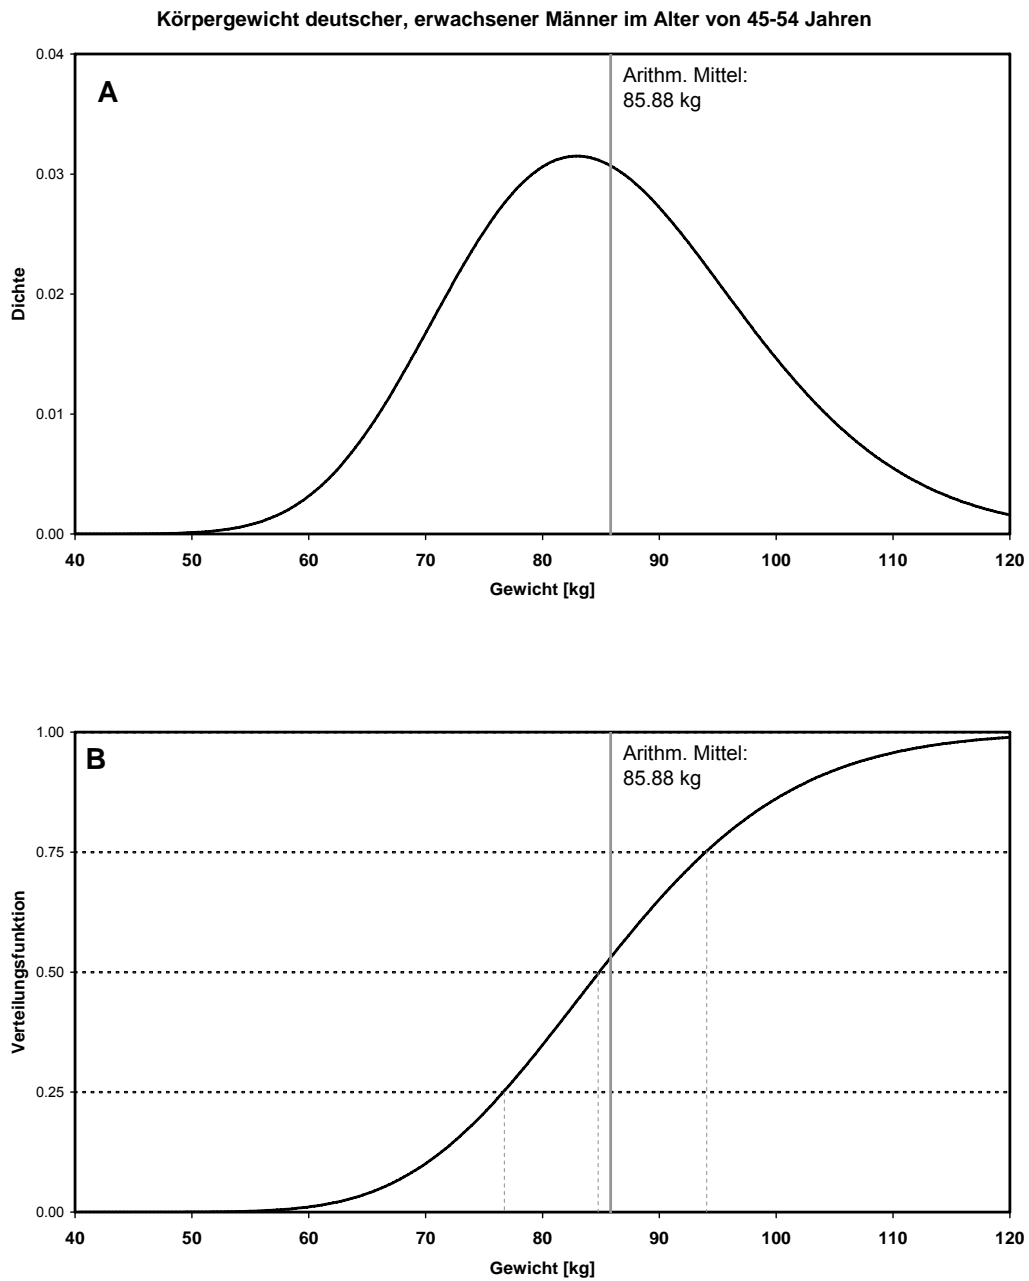 Körpergewicht deutscher, erwachsener Männer im Alter von 45-54 Jahren
0.04
A
Arithm. Mittel:
85.88 kg
0.03
Dichte
0.02
0.01
0.00
40 50 60 70 80 90 100 110 120
Gewicht [kg]
1.00
B
Arithm. Mittel:
85.88 kg
0.75
Verteilungsfunktion
0.50
0.25
0.00
40 50 60 70 80 90 100 110 120
Gewicht [kg]